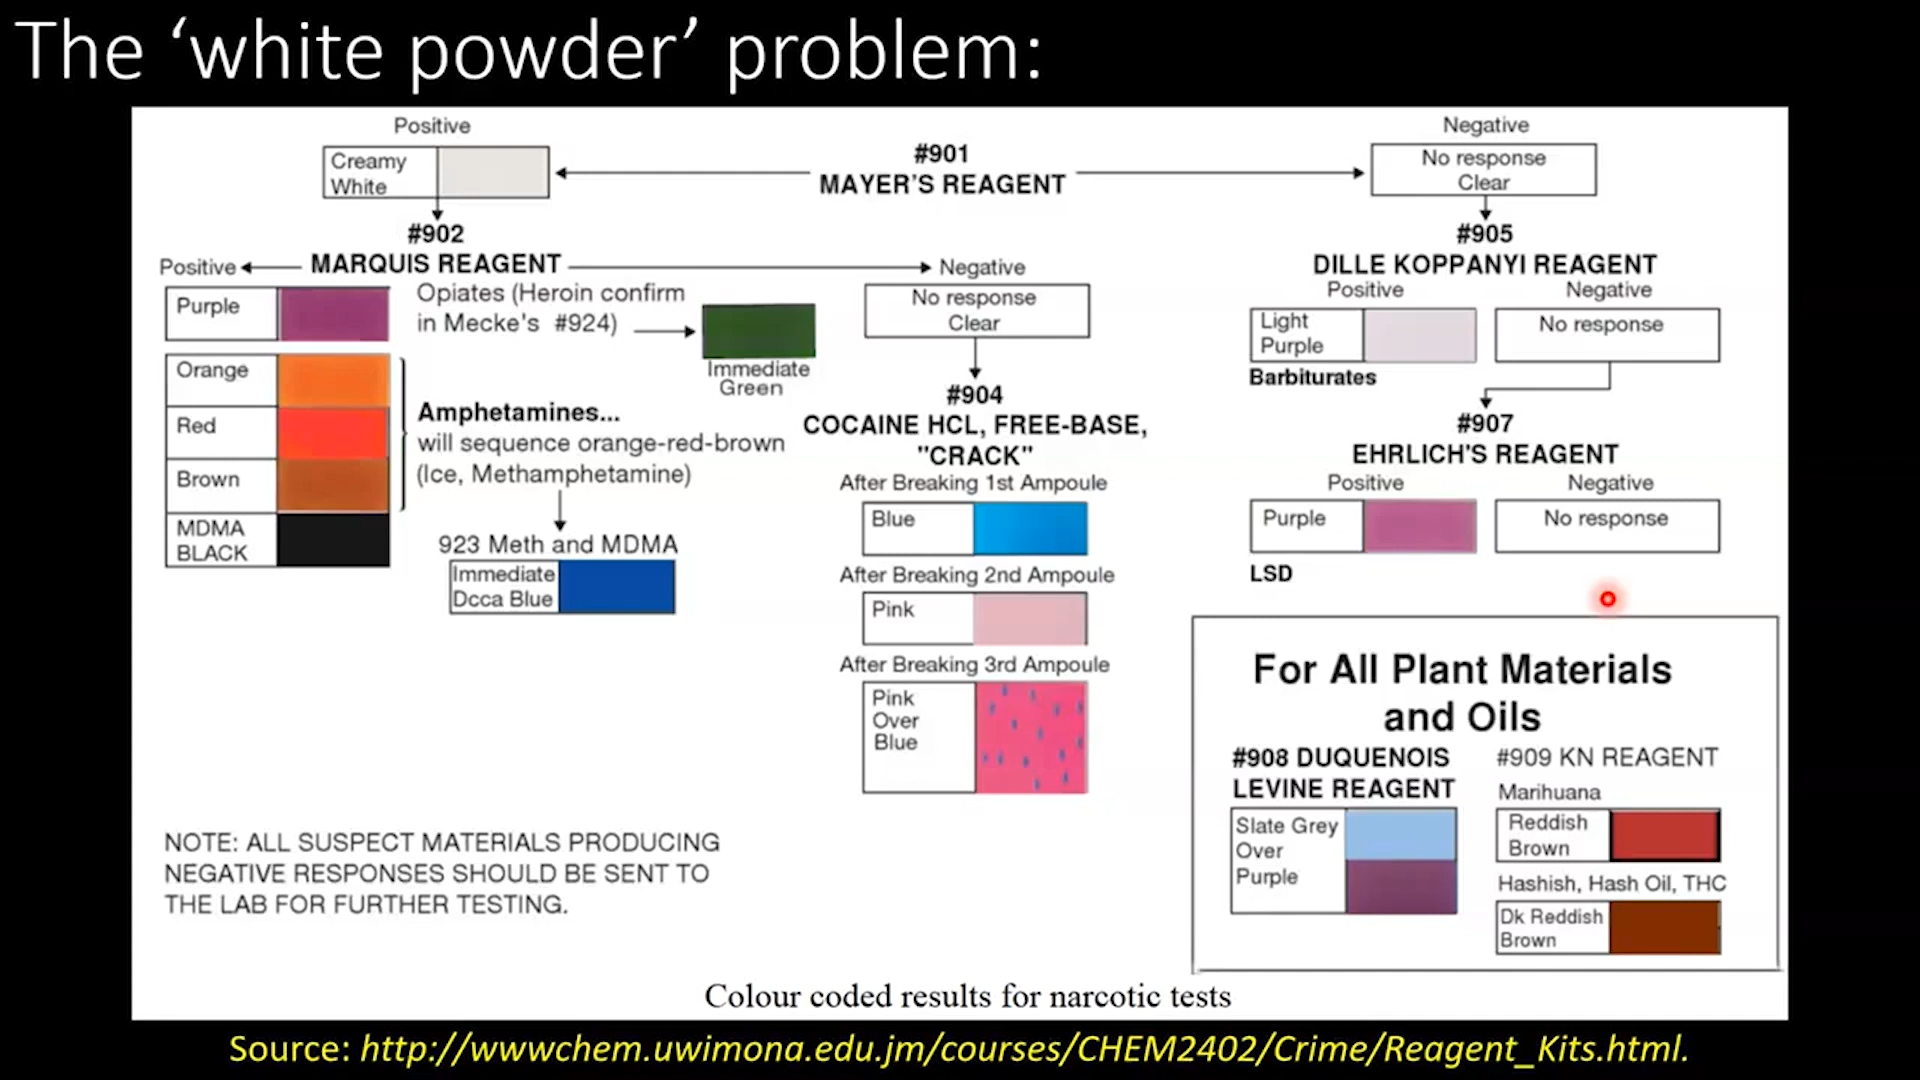 The ‘white powder’ problem:
Positive
Creamy
White
#901
MAYER'S REAGENT
Negative
No response
Clear
#902
MARQUIS REAGENT
Positive
Negative
Purple
Opiates (Heroin confirm
in Mecke's #924)
Immediate
Green
Orange
Red
Brown
MDMA
BLACK
Amphetamines...
will sequence orange-red-brown
(Ice, Methamphetamine)
923 Meth and MDMA
Immediate
Dcca Blue
No response
Clear
#904
COCAINE HCL, FREE-BASE,
"CRACK"
After Breaking 1st Ampoule
Blue
After Breaking 2nd Ampoule
Pink
After Breaking 3rd Ampoule
Pink
Over
Blue
#905
DILLE KOPPANYI REAGENT
Positive
Negative
Light
Purple
No response
Barbiturates
#907
EHRLICH'S REAGENT
Positive
Negative
Purple
No response
LSD
For All Plant Materials
and Oils
#908 DUQUENOIS
LEVINE REAGENT
Slate Grey
Over
Purple
#909 KN REAGENT
Marihuana
Reddish
Brown
Hashish, Hash Oil, THC
Dk Reddish
Brown
NOTE: ALL SUSPECT MATERIALS PRODUCING
NEGATIVE RESPONSES SHOULD BE SENT TO
THE LAB FOR FURTHER TESTING.
Colour coded results for narcotic tests
Source: http://wwwchem.uwimona.edu.jm/courses/CHEM2402/Crime/Reagent_Kits.html.